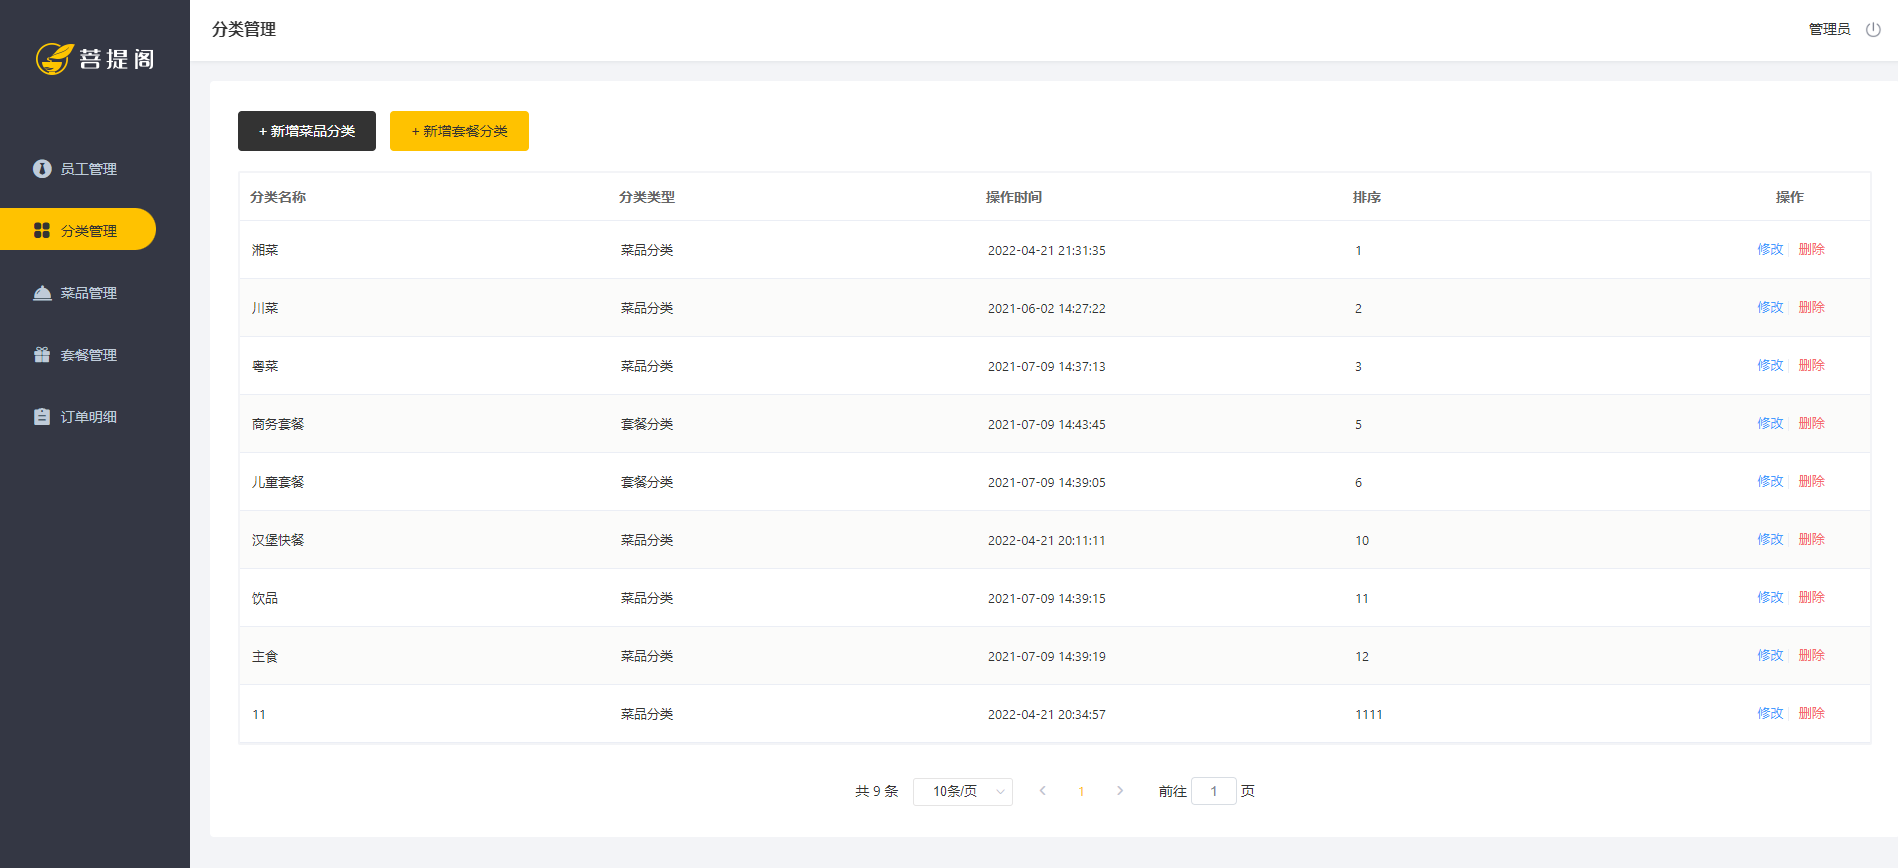 菩提阁
分类管理
管理员
员工管理
分类管理
菜品管理
套餐管理
订单明细
+ 新增菜品分类 + 新增套餐分类
分类名称 分类类型 操作时间 排序 操作
湘菜 菜品分类 2022-04-21 21:31:35 1 修改 删除
川菜 菜品分类 2021-06-02 14:27:22 2 修改 删除
粤菜 菜品分类 2021-07-09 14:37:13 3 修改 删除
商务套餐 套餐分类 2021-07-09 14:43:45 5 修改 删除
儿童套餐 套餐分类 2021-07-09 14:39:05 6 修改 删除
汉堡快餐 菜品分类 2022-04-21 20:11:11 10 修改 删除
饮品 菜品分类 2021-07-09 14:39:15 11 修改 删除
主食 菜品分类 2021-07-09 14:39:19 12 修改 删除
11 菜品分类 2022-04-21 20:34:57 1111 修改 删除
共 9 条 10条/页 1 前往 1 页